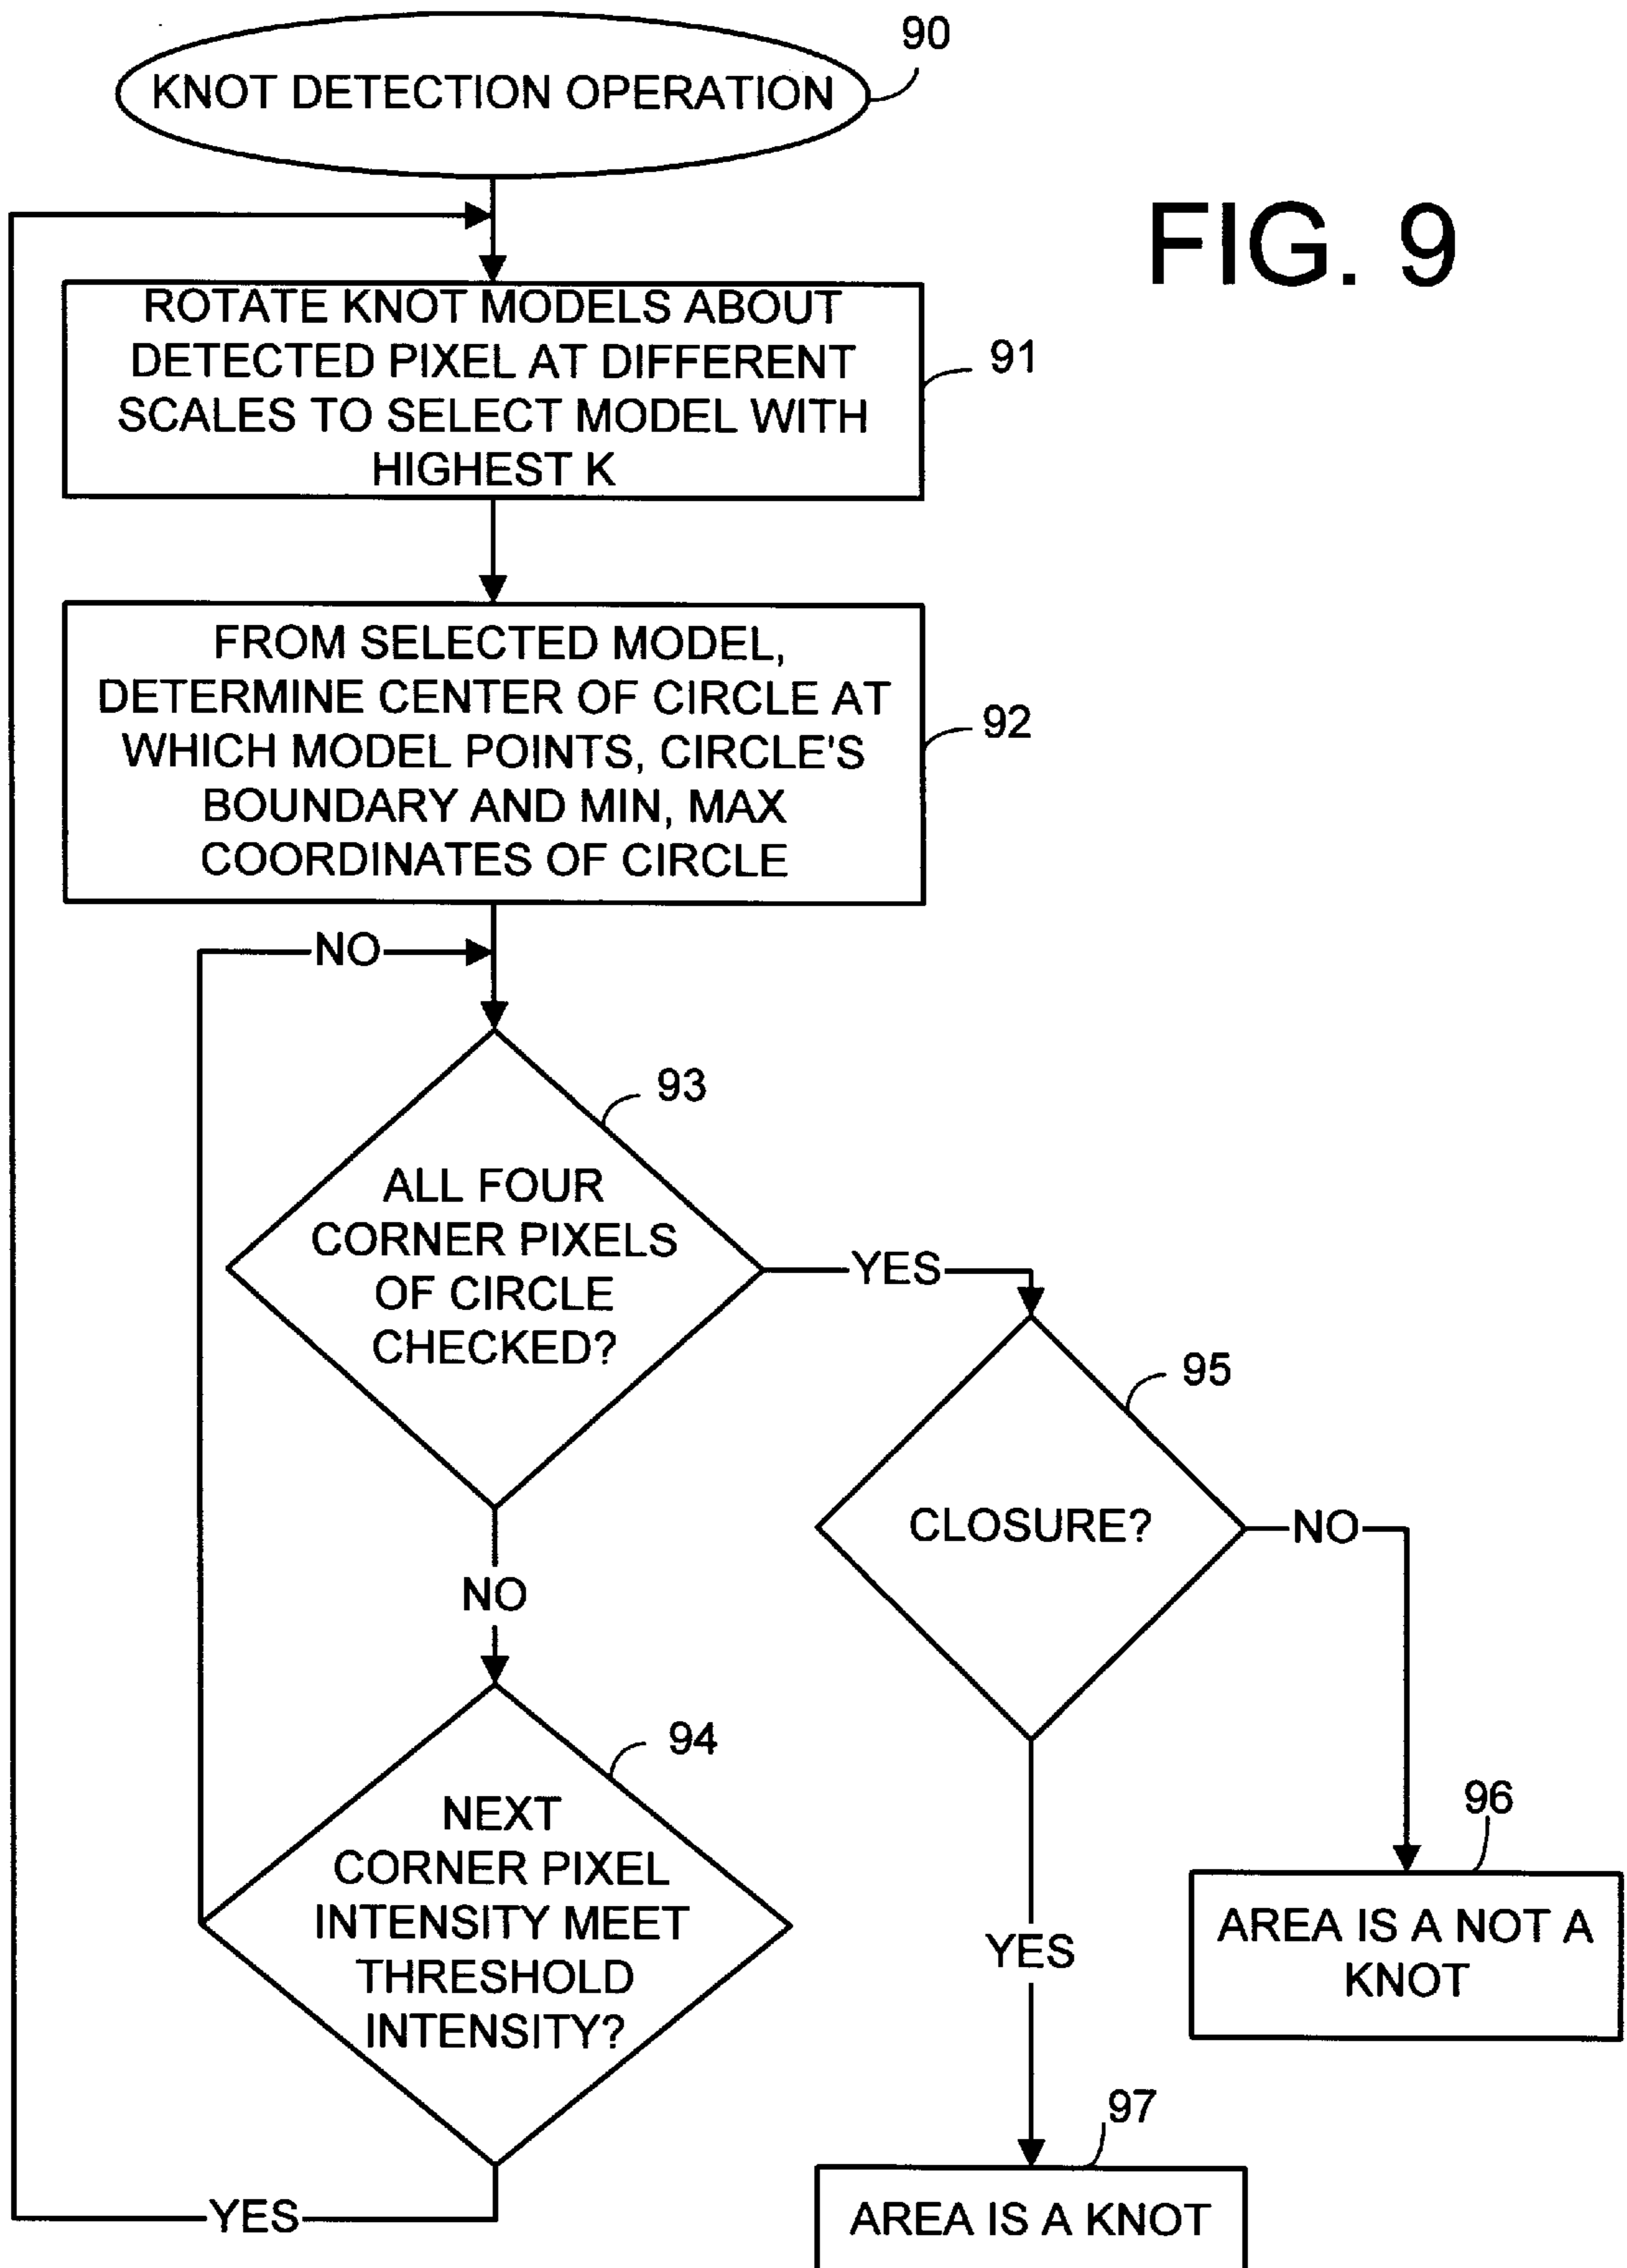 90
KNOT DETECTION OPERATION
FIG. 9
ROTATE KNOT MODELS ABOUT
DETECTED PIXEL AT DIFFERENT
SCALES TO SELECT MODEL WITH
HIGHEST K
91
FROM SELECTED MODEL,
DETERMINE CENTER OF CIRCLE AT
WHICH MODEL POINTS, CIRCLE'S
BOUNDARY AND MIN, MAX
COORDINATES OF CIRCLE
92
NO
93
ALL FOUR
CORNER PIXELS
OF CIRCLE
CHECKED?
YES
95
CLOSURE?
NO
NO
94
NEXT
CORNER PIXEL
INTENSITY MEET
THRESHOLD
INTENSITY?
96
AREA IS A NOT A
KNOT
YES
97
AREA IS A KNOT
YES